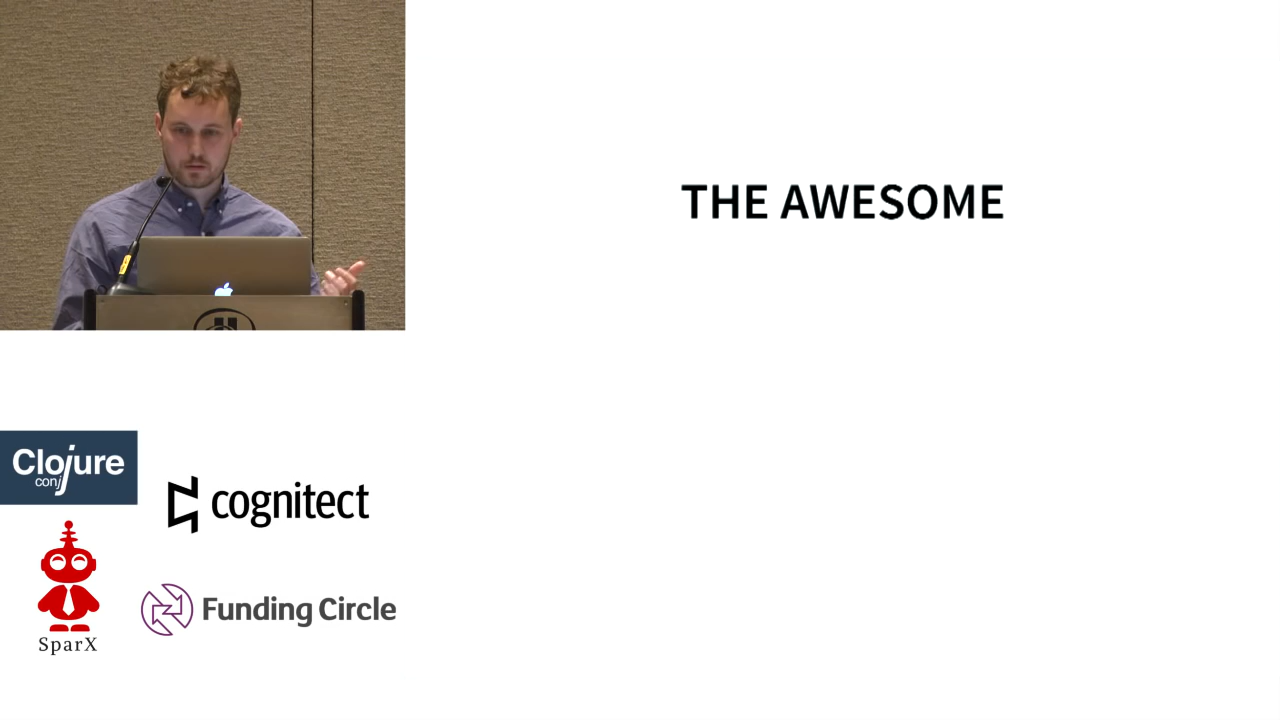 THE AWESOME
Clojure
conj
cognitect
SparX
Funding Circle